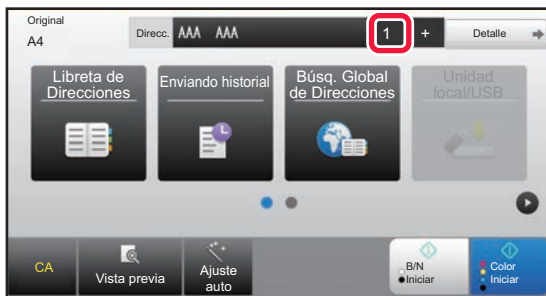 Original
A4
Direcc. AAA AAA 1 + Detalle
Libreta de
Direcciones
Enviando historial
Búsq. Global
de Direcciones
Unidad
local/USB
CA
Vista previa
Ajuste
auto
B/N
Iniciar
Color
Iniciar